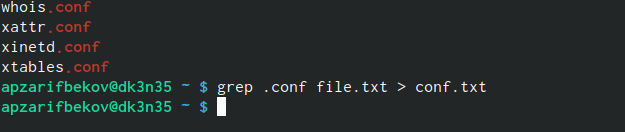 whois.conf
xattr.conf
xinetd.conf
xtables.conf
apzarifbekov@dk3n35 ~ $ grep .conf file.txt > conf.txt
apzarifbekov@dk3n35 ~ $